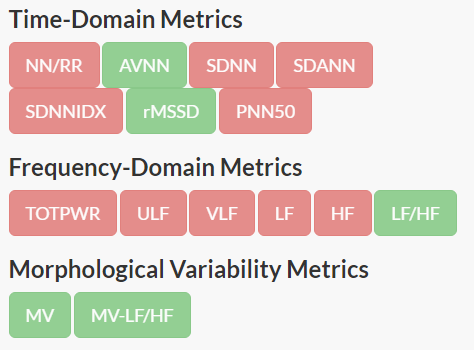 Time-Domain Metrics
NN/RR AVNN SDNN SDANN
SDNNIDX rMSSD PNN50
Frequency-Domain Metrics
TOTPWR ULF VLF LF HF LF/HF
Morphological Variability Metrics
MV MV-LF/HF